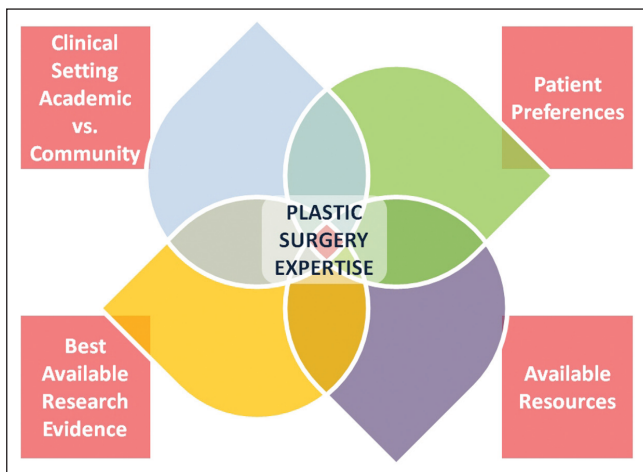 Clinical
Setting
Academic
vs.
Community
Patient
Preferences
PLASTIC
SURGERY
EXPERTISE
Best
Available
Research
Evidence
Available
Resources